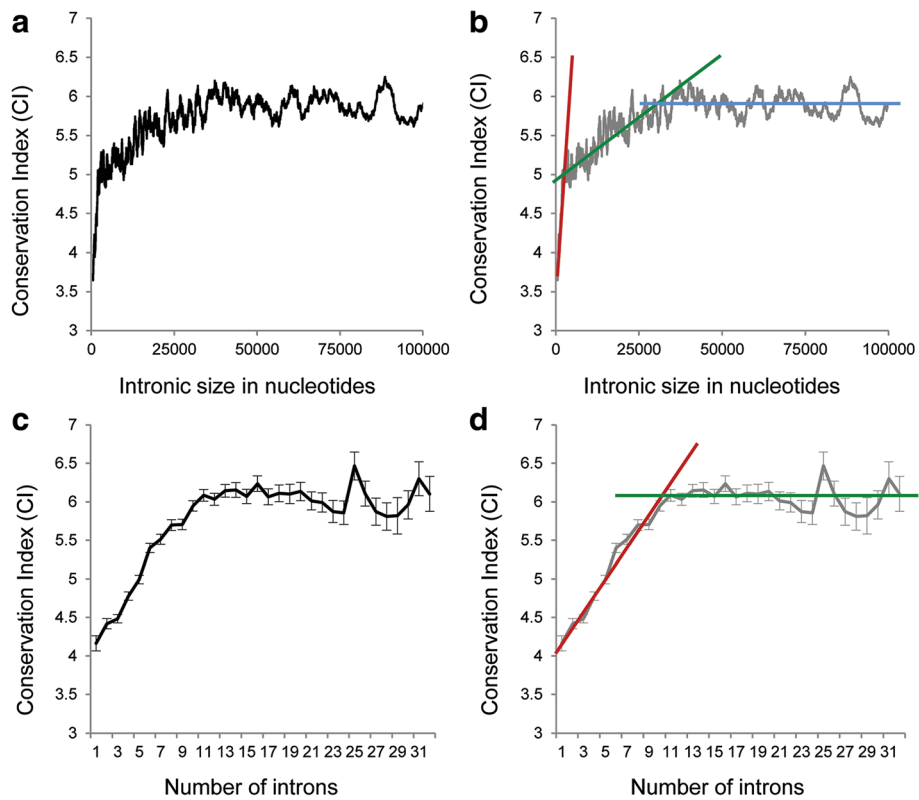 a
7
6.5
6
5.5
5
4.5
4
3.5
3
0 25000 50000 75000 100000
Conservation Index (CI)
Intronic size in nucleotides
b
7
6.5
6
5.5
5
4.5
4
3.5
3
0 25000 50000 75000 100000
Conservation Index (CI)
Intronic size in nucleotides
c
7
6.5
6
5.5
5
4.5
4
3.5
3
1 3 5 7 9 11 13 15 17 19 21 23 25 27 29 31
Conservation Index (CI)
Number of introns
d
7
6.5
6
5.5
5
4.5
4
3.5
3
1 3 5 7 9 11 13 15 17 19 21 23 25 27 29 31
Conservation Index (CI)
Number of introns